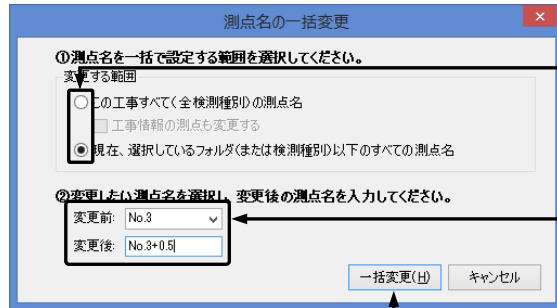 測点名の一括変更
①測点名を一括で設定する範囲を選択してください。
変更する範囲
この工事すべて(全検測種別)の測点名
工事情報の測点も変更する
現在、選択しているフォルダ(または検測種別)以下のすべての測点名
②変更したい測点名を選択し、変更後の測点名を入力してください。
変更前: No.3
変更後: No.3+0.5
一括変更(H) キャンセル